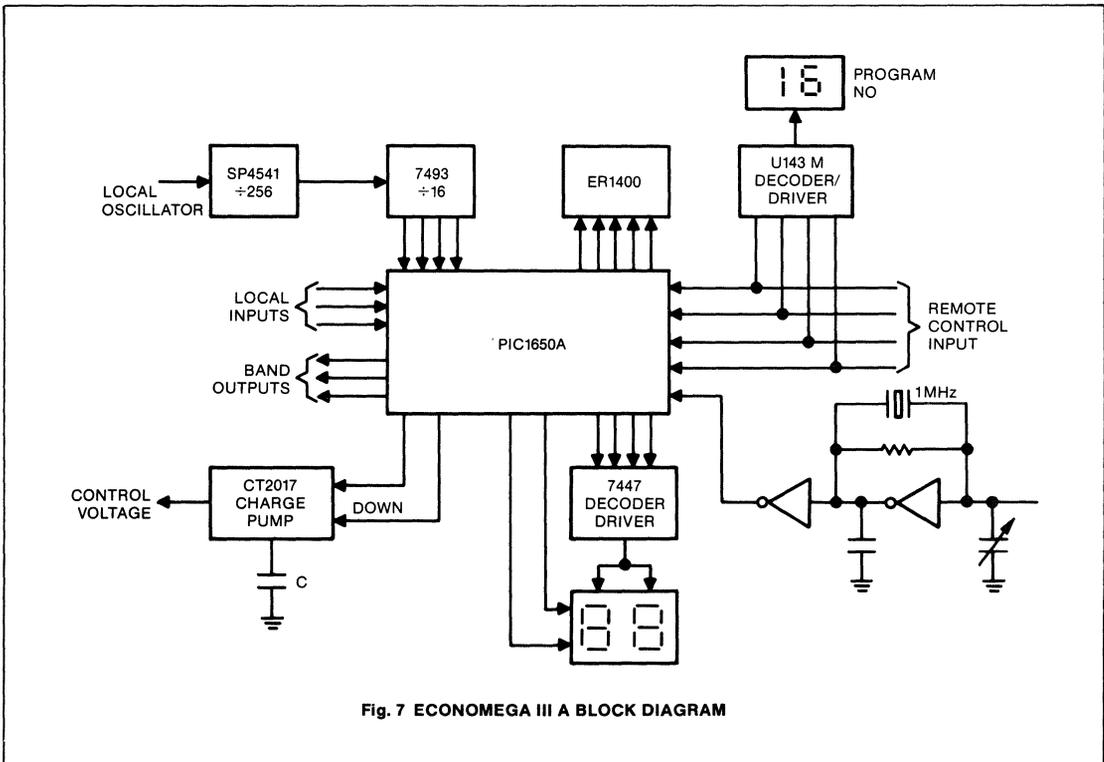 16
PROGRAM
NO
SP4541
÷256
7493
÷16
ER1400
U143 M
DECODER/
DRIVER
LOCAL
OSCILLATOR
LOCAL
INPUTS
BAND
OUTPUTS
PIC1650A
REMOTE
CONTROL
INPUT
1MHz
CONTROL
VOLTAGE
CT2017
CHARGE
PUMP
DOWN
C
7447
DECODER
DRIVER
88
Fig. 7 ECONOMEGA III A BLOCK DIAGRAM